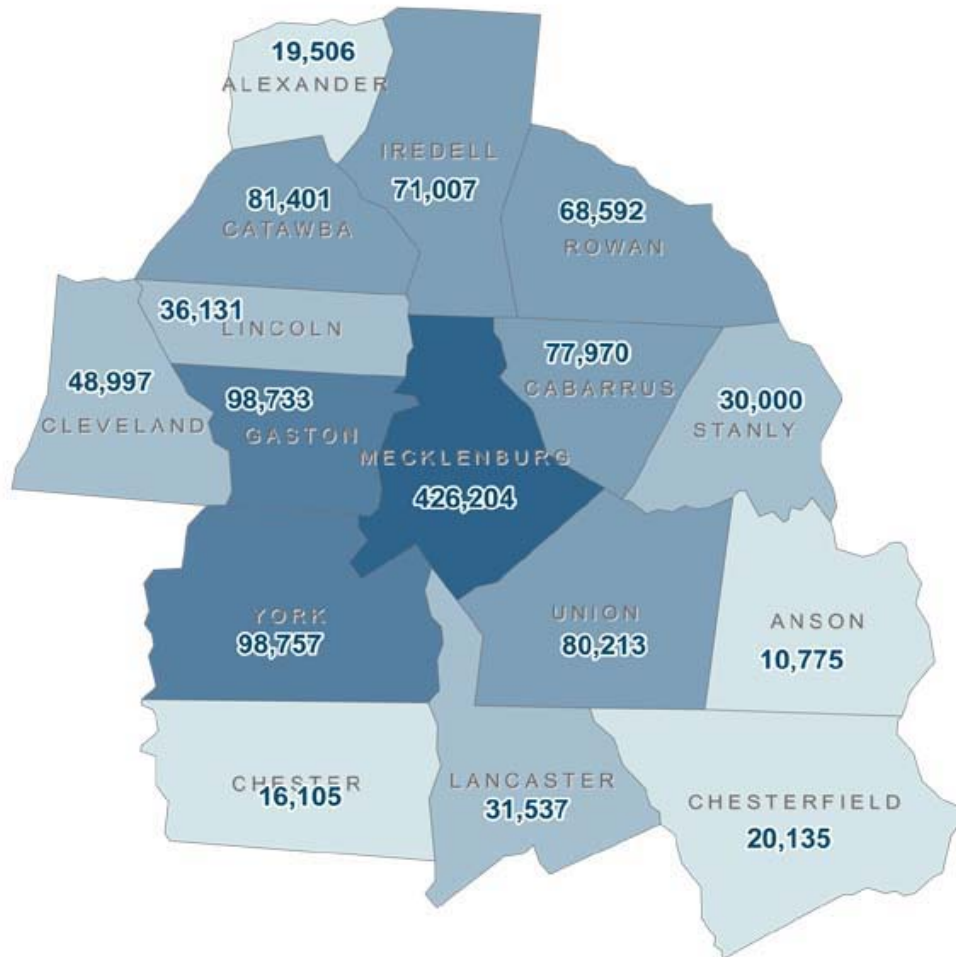 19,506
ALEXANDER
IREDELL
71,007
81,401
CATAWBA
68,592
ROWAN
36,131
LINCOLN
48,997
CLEVELAND
98,733
GASTON
77,970
CABARRUS
30,000
STANLY
MECKLENBURG
426,204
YORK
98,757
UNION
80,213
ANSON
10,775
CHESTER
16,105
LANCASTER
31,537
CHESTERFIELD
20,135